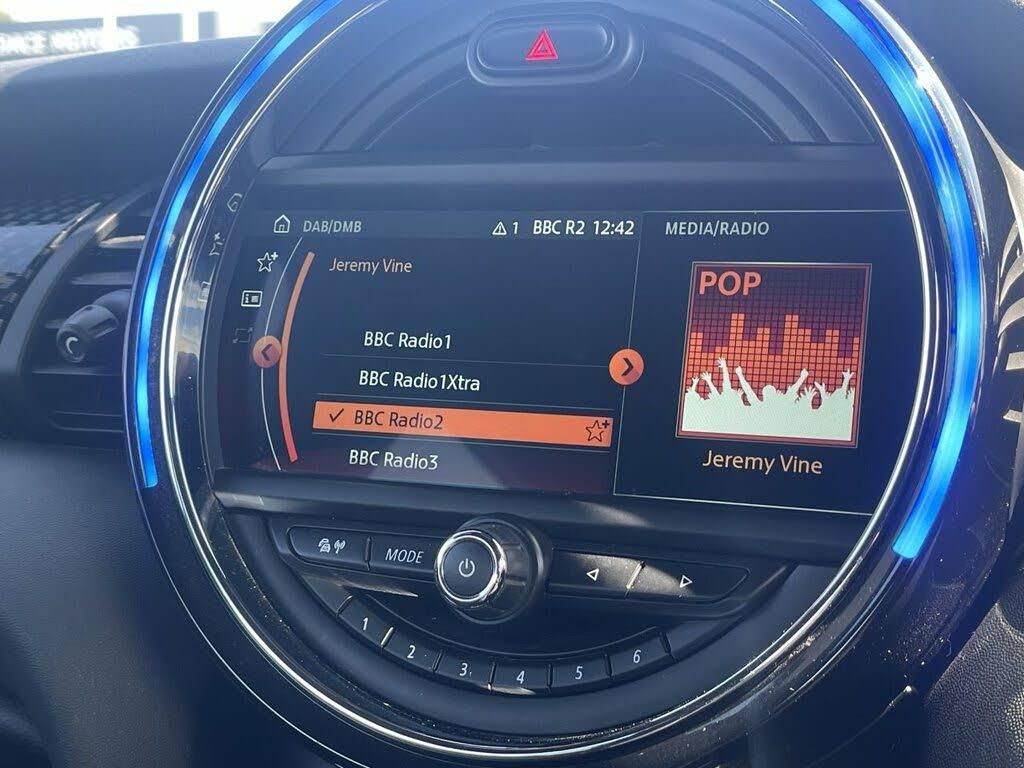 MOTORS
DAB/DMB
1 BBC R2 12:42
MEDIA/RADIO
Jeremy Vine
POP
BBC Radio1
BBC Radio1Xtra
BBC Radio2
BBC Radio3
Jeremy Vine
MODE
1
2
3
4
5
6